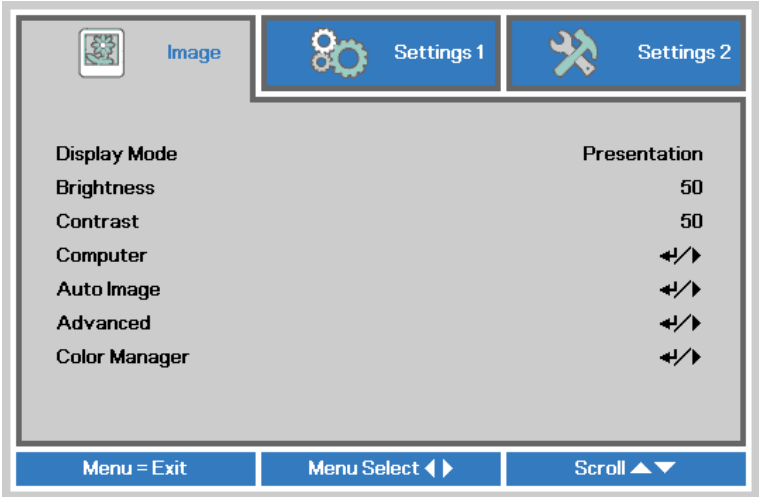 Image Settings 1 Settings 2
Display Mode Presentation
Brightness 50
Contrast 50
Computer ↵/▶
Auto Image ↵/▶
Advanced ↵/▶
Color Manager ↵/▶
Menu = Exit Menu Select ◀ ▶ Scroll ▲▼